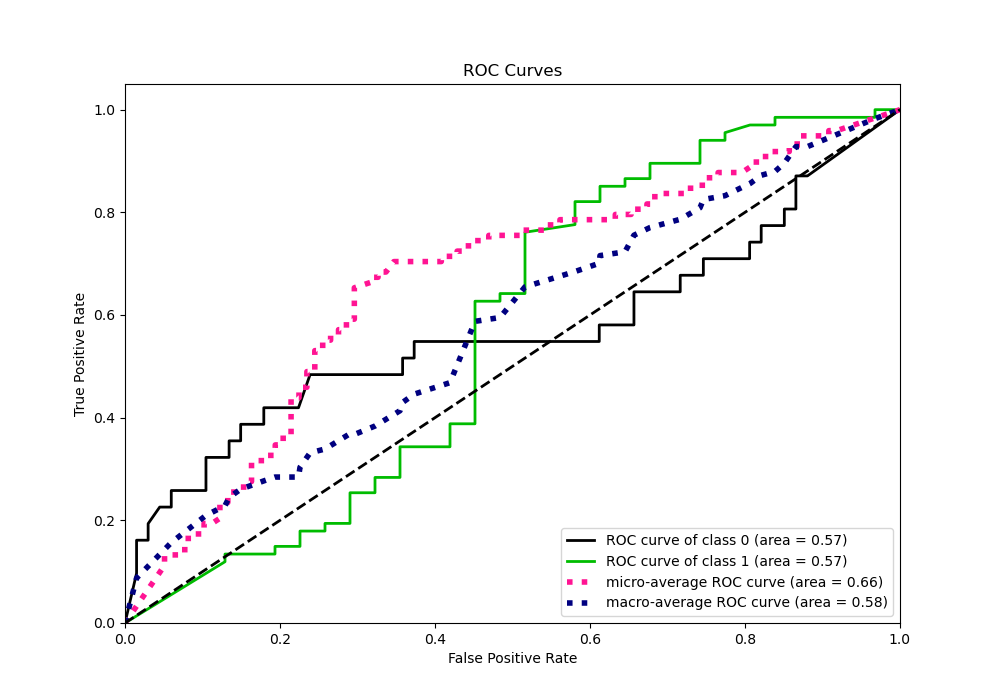 ROC Curves
True Positive Rate
1.0
0.8
0.6
0.4
0.2
0.0
0.0 0.2 0.4 0.6 0.8 1.0
False Positive Rate
ROC curve of class 0 (area = 0.57)
ROC curve of class 1 (area = 0.57)
micro-average ROC curve (area = 0.66)
macro-average ROC curve (area = 0.58)